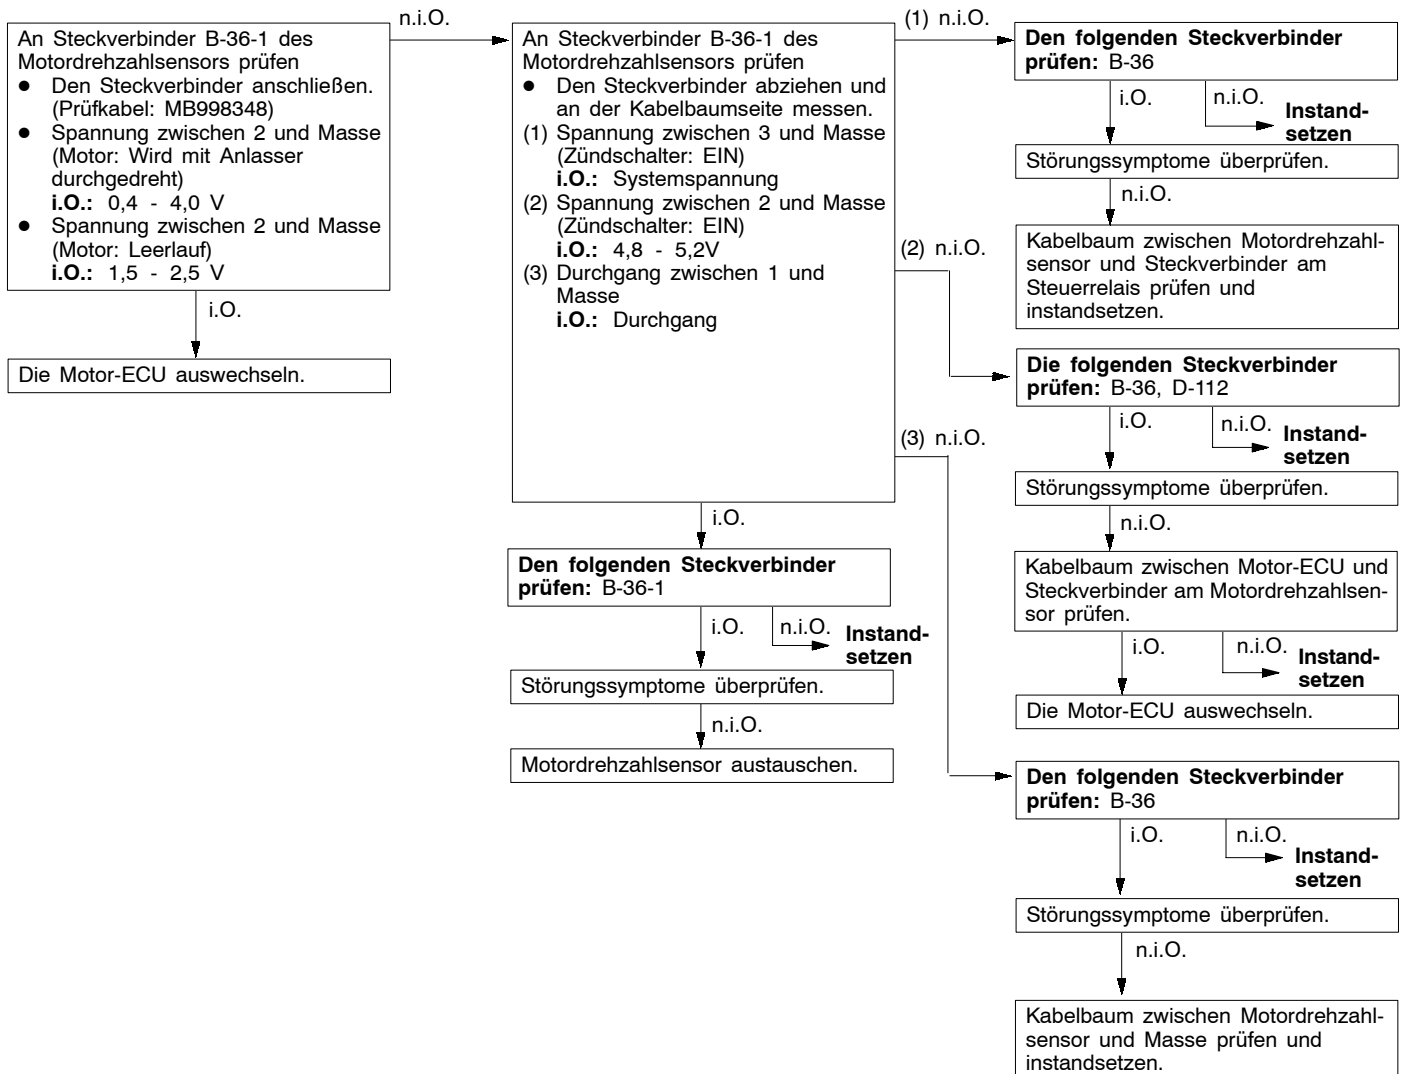 An Steckverbinder B-36-1 des
Motordrehzahlsensors prüfen
● Den Steckverbinder anschließen.
(Prüfkabel: MB998348)
● Spannung zwischen 2 und Masse
(Motor: Wird mit Anlasser
durchgedreht)
i.O.: 0,4 - 4,0 V
● Spannung zwischen 2 und Masse
(Motor: Leerlauf)
i.O.: 1,5 - 2,5 V
n.i.O.
i.O.
Die Motor-ECU auswechseln.
An Steckverbinder B-36-1 des
Motordrehzahlsensors prüfen
● Den Steckverbinder abziehen und
an der Kabelbaumseite messen.
(1) Spannung zwischen 3 und Masse
(Zündschalter: EIN)
i.O.: Systemspannung
(2) Spannung zwischen 2 und Masse
(Zündschalter: EIN)
i.O.: 4,8 - 5,2V
(3) Durchgang zwischen 1 und
Masse
i.O.: Durchgang
i.O.
Den folgenden Steckverbinder
prüfen: B-36-1
i.O.
n.i.O.
Instand-
setzen
Störungssymptome überprüfen.
n.i.O.
Motordrehzahlsensor austauschen.
(1) n.i.O.
Den folgenden Steckverbinder
prüfen: B-36
i.O.
n.i.O.
Instand-
setzen
Störungssymptome überprüfen.
n.i.O.
Kabelbaum zwischen Motordrehzahl-
sensor und Steckverbinder am
Steuerrelais prüfen und
instandsetzen.
(2) n.i.O.
Die folgenden Steckverbinder
prüfen: B-36, D-112
i.O.
n.i.O.
Instand-
setzen
Störungssymptome überprüfen.
n.i.O.
Kabelbaum zwischen Motor-ECU und
Steckverbinder am Motordrehzahlsen-
sor prüfen.
i.O.
n.i.O.
Instand-
setzen
Die Motor-ECU auswechseln.
(3) n.i.O.
Den folgenden Steckverbinder
prüfen: B-36
i.O.
n.i.O.
Instand-
setzen
Störungssymptome überprüfen.
n.i.O.
Kabelbaum zwischen Motordrehzahl-
sensor und Masse prüfen und
instandsetzen.